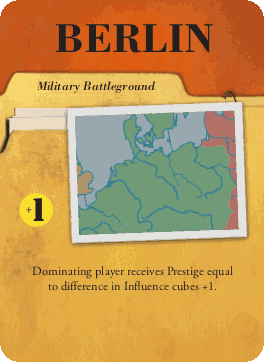 BERLIN
Military Battleground
+1
Dominating player receives Prestige equal
to difference in Influence cubes +1.